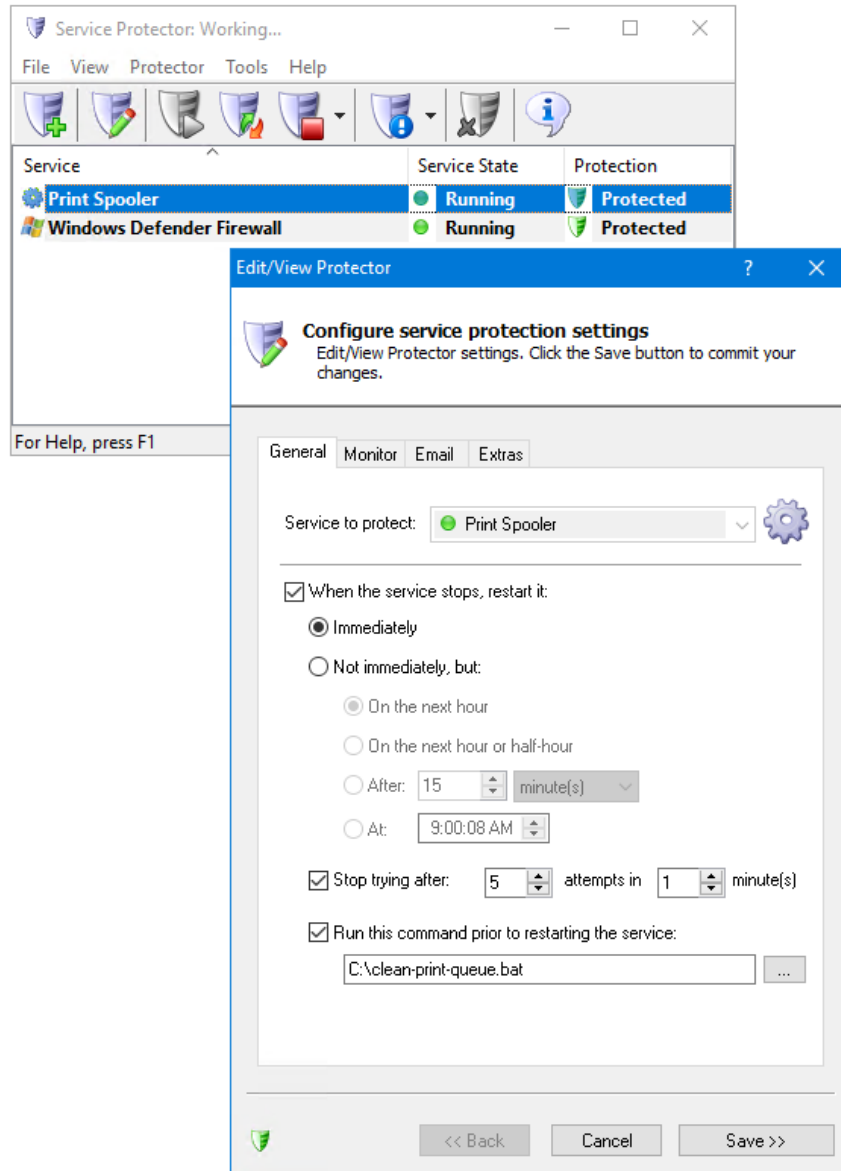 Service Protector: Working...
File View Protector Tools Help
Service Service State Protection
Print Spooler Running Protected
Windows Defender Firewall Running Protected
For Help, press F1
Edit/View Protector ?
Configure service protection settings
Edit/View Protector settings. Click the Save button to commit your
changes.
General Monitor Email Extras
Service to protect: Print Spooler
When the service stops, restart it:
Immediately
Not immediately, but:
On the next hour
On the next hour or half-hour
After: 15 minute(s)
At: 9:00:08 AM
Stop trying after: 5 attempts in 1 minute(s)
Run this command prior to restarting the service:
C:\clean-print-queue.bat ...
<< Back Cancel Save >>